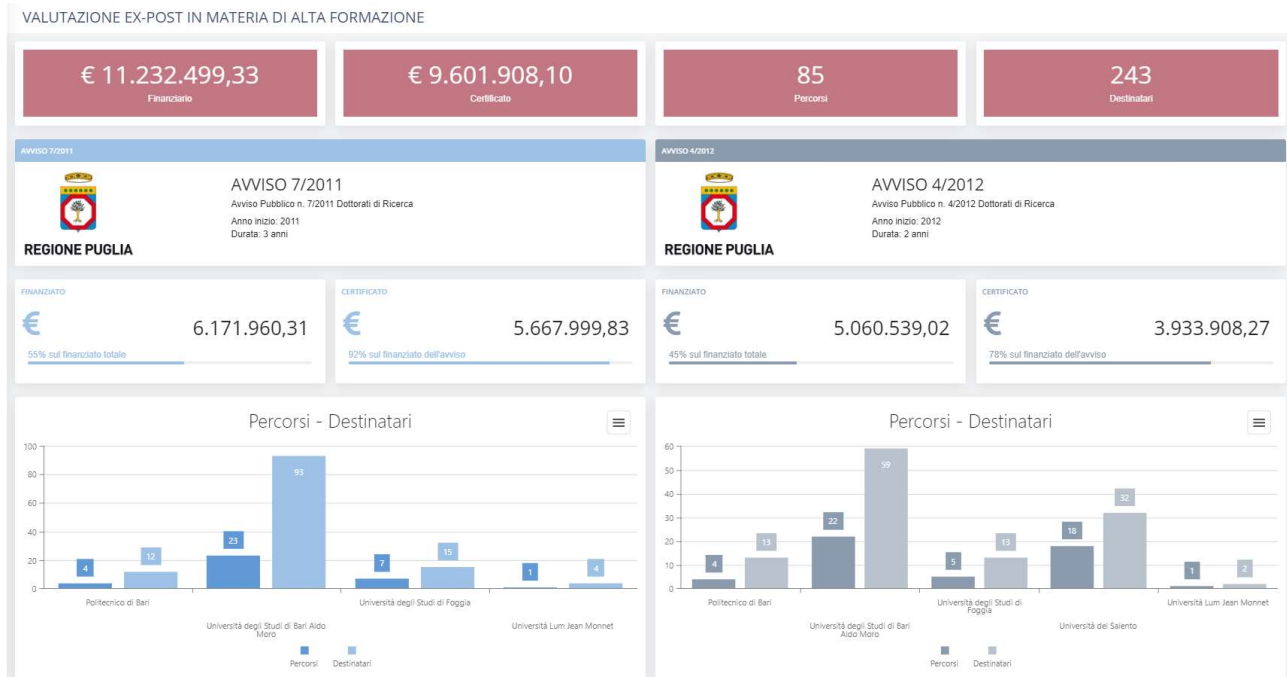 VALUTAZIONE EX-POST IN MATERIA DI ALTA FORMAZIONE
€ 11.232.499,33
Finanziario
€ 9.601.908,10
Certificato
85
Percorsi
243
Destinatari
AVVISO 7/2011
REGIONE PUGLIA
AVVISO 7/2011
Avviso Pubblico n. 7/2011 Dottorati di Ricerca
Anno inizio: 2011
Durata: 3 anni
AVVISO 4/2012
REGIONE PUGLIA
AVVISO 4/2012
Avviso Pubblico n. 4/2012 Dottorati di Ricerca
Anno inizio: 2012
Durata: 2 anni
FINANZIATO
€
6.171.960,31
55% sul finanziato totale
CERTIFICATO
€
5.667.999,83
92% sul finanziato dell'avviso
FINANZIATO
€
5.060.539,02
45% sul finanziato totale
CERTIFICATO
€
3.933.908,27
78% sul finanziato dell'avviso
Percorsi - Destinatari
100
80
60
40
20
0
4
12
23
93
7
15
1
4
Politecnico di Bari
Università degli Studi di Bari Aldo
Moro
Università degli Studi di Foggia
Università Lum Jean Monnet
Percorsi
Destinatari
Percorsi - Destinatari
60
50
40
30
20
10
0
4
13
22
59
5
13
18
32
1
2
Politecnico di Bari
Università degli Studi di Bari
Aldo Moro
Università degli Studi di
Foggia
Università del Salento
Università Lum Jean Monnet
Percorsi
Destinatari